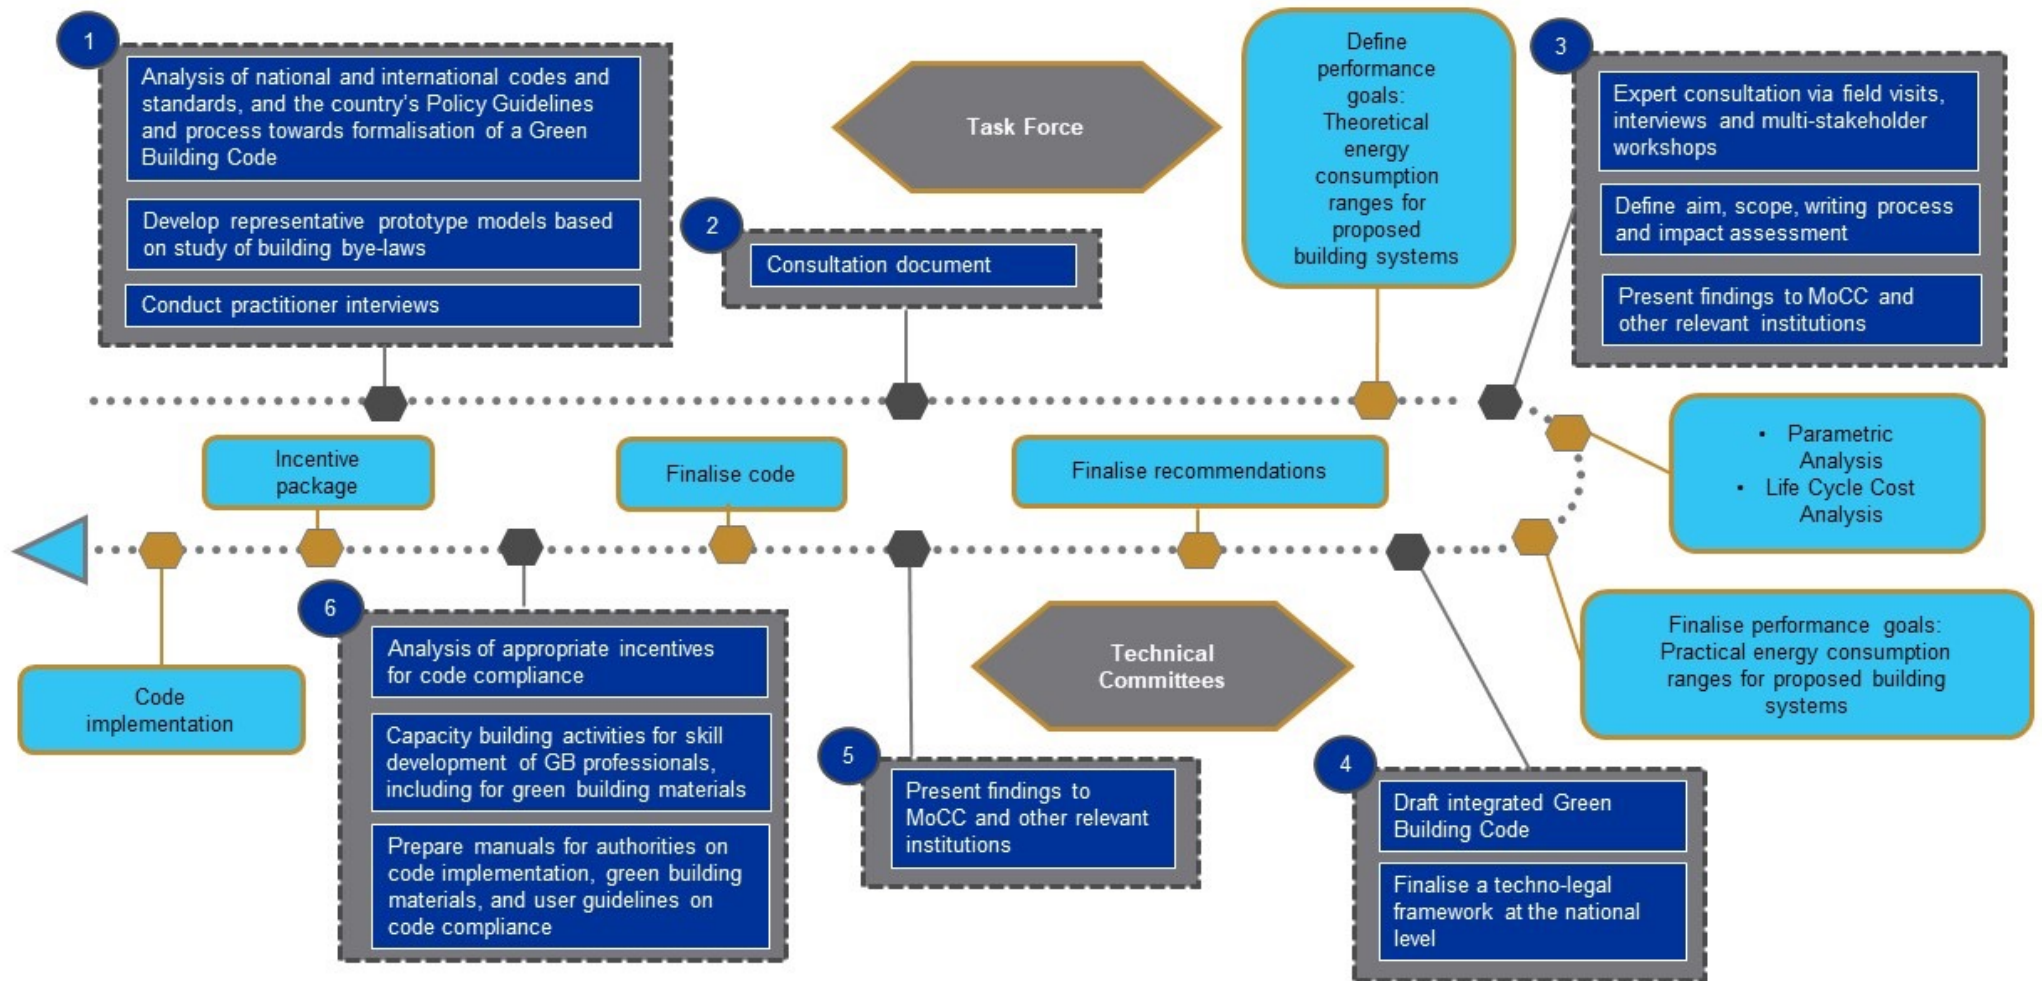 1
Analysis of national and international codes and
standards, and the country's Policy Guidelines
and process towards formalisation of a Green
Building Code
Develop representative prototype models based
on study of building bye-laws
Conduct practitioner interviews
2
Consultation document
Task Force
Define
performance
goals:
Theoretical
energy
consumption
ranges for
proposed
building systems
3
Expert consultation via field visits,
interviews and multi-stakeholder
workshops
Define aim, scope, writing process
and impact assessment
Present findings to MoCC and
other relevant institutions
• Parametric
Analysis
• Life Cycle Cost
Analysis
Finalise performance goals:
Practical energy consumption
ranges for proposed building
systems
4
Draft integrated Green
Building Code
Finalise a techno-legal
framework at the national
level
Finalise recommendations
Technical
Committees
5
Present findings to
MoCC and other relevant
institutions
Finalise code
6
Analysis of appropriate incentives
for code compliance
Capacity building activities for skill
development of GB professionals,
including for green building materials
Prepare manuals for authorities on
code implementation, green building
materials, and user guidelines on
code compliance
Incentive
package
Code
implementation